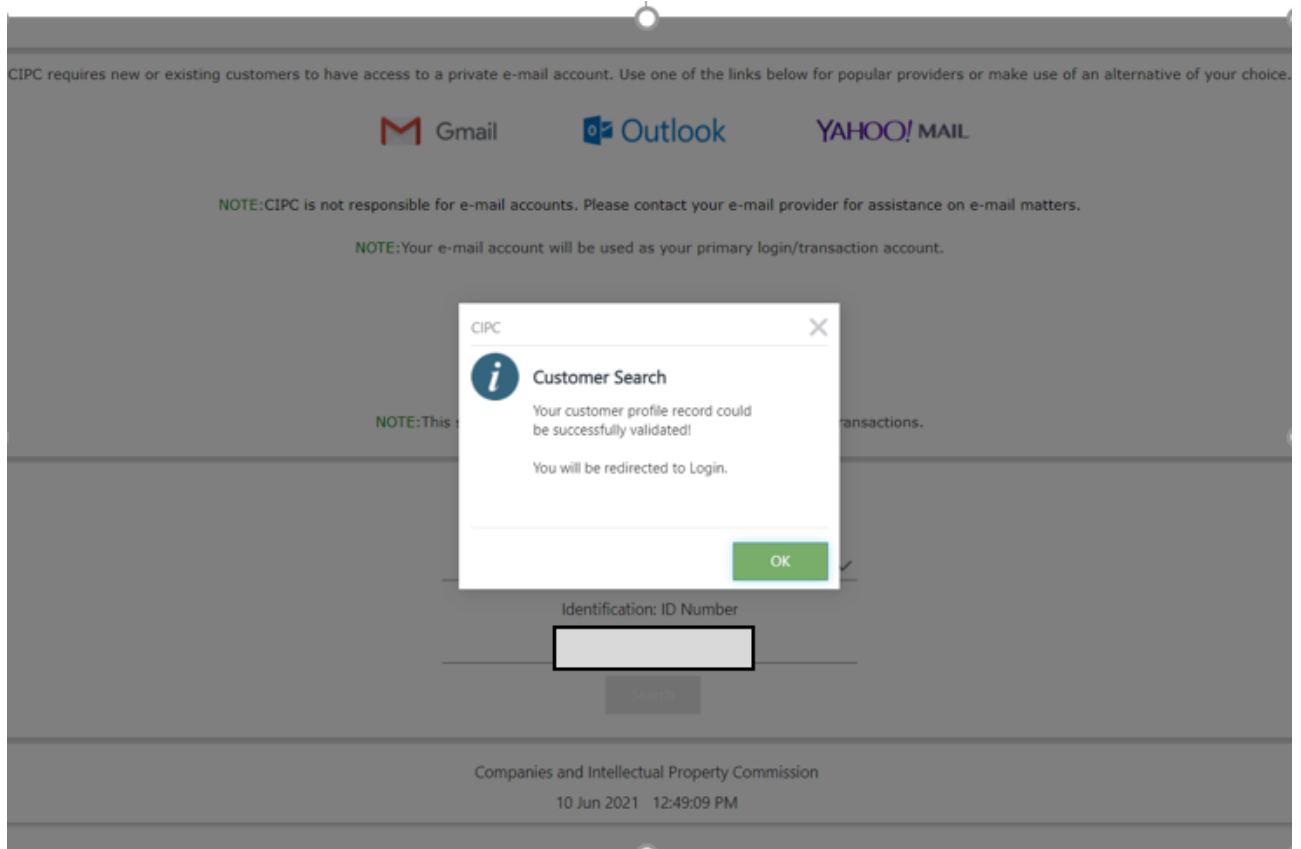 CIPC requires new or existing customers to have access to a private e-mail account. Use one of the links below for popular providers or make use of an alternative of your choice.
Gmail
Outlook
YAHOO! MAIL
NOTE:CIPC is not responsible for e-mail accounts. Please contact your e-mail provider for assistance on e-mail matters.
NOTE:Your e-mail account will be used as your primary login/transaction account.
CIPC
Customer Search
Your customer profile record could
be successfully validated!
NOTE:This
You will be redirected to Login.
OK
Identification: ID Number
Search
Companies and Intellectual Property Commission
10 Jun 2021 12:49:09 PM